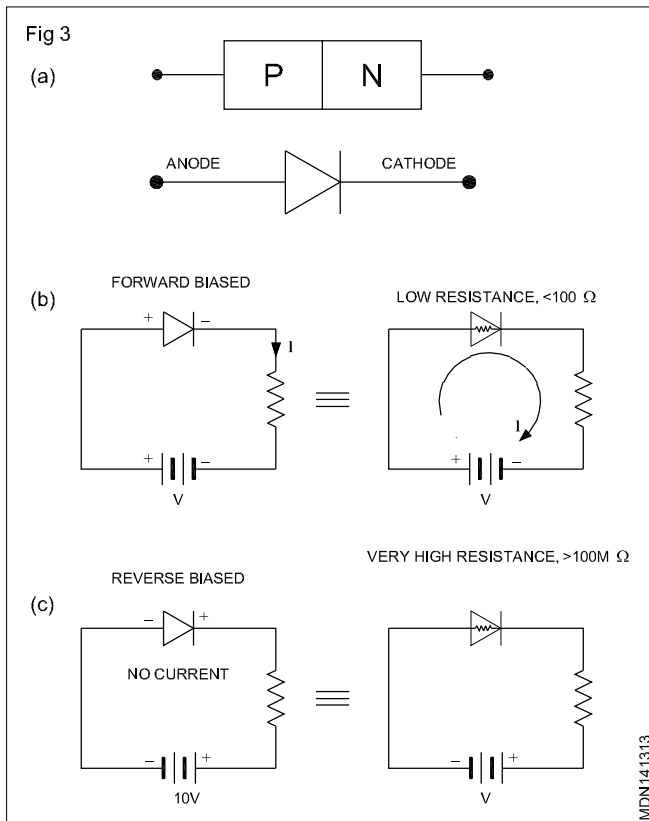 Fig 3
(a)
P N
ANODE CATHODE
(b)
FORWARD BIASED
LOW RESISTANCE, <100 Ω
+ −
I
I
+ −
V
+ −
V
(c)
REVERSE BIASED
VERY HIGH RESISTANCE, >100M Ω
− +
NO CURRENT
− +
10V
− +
V
MDN141313